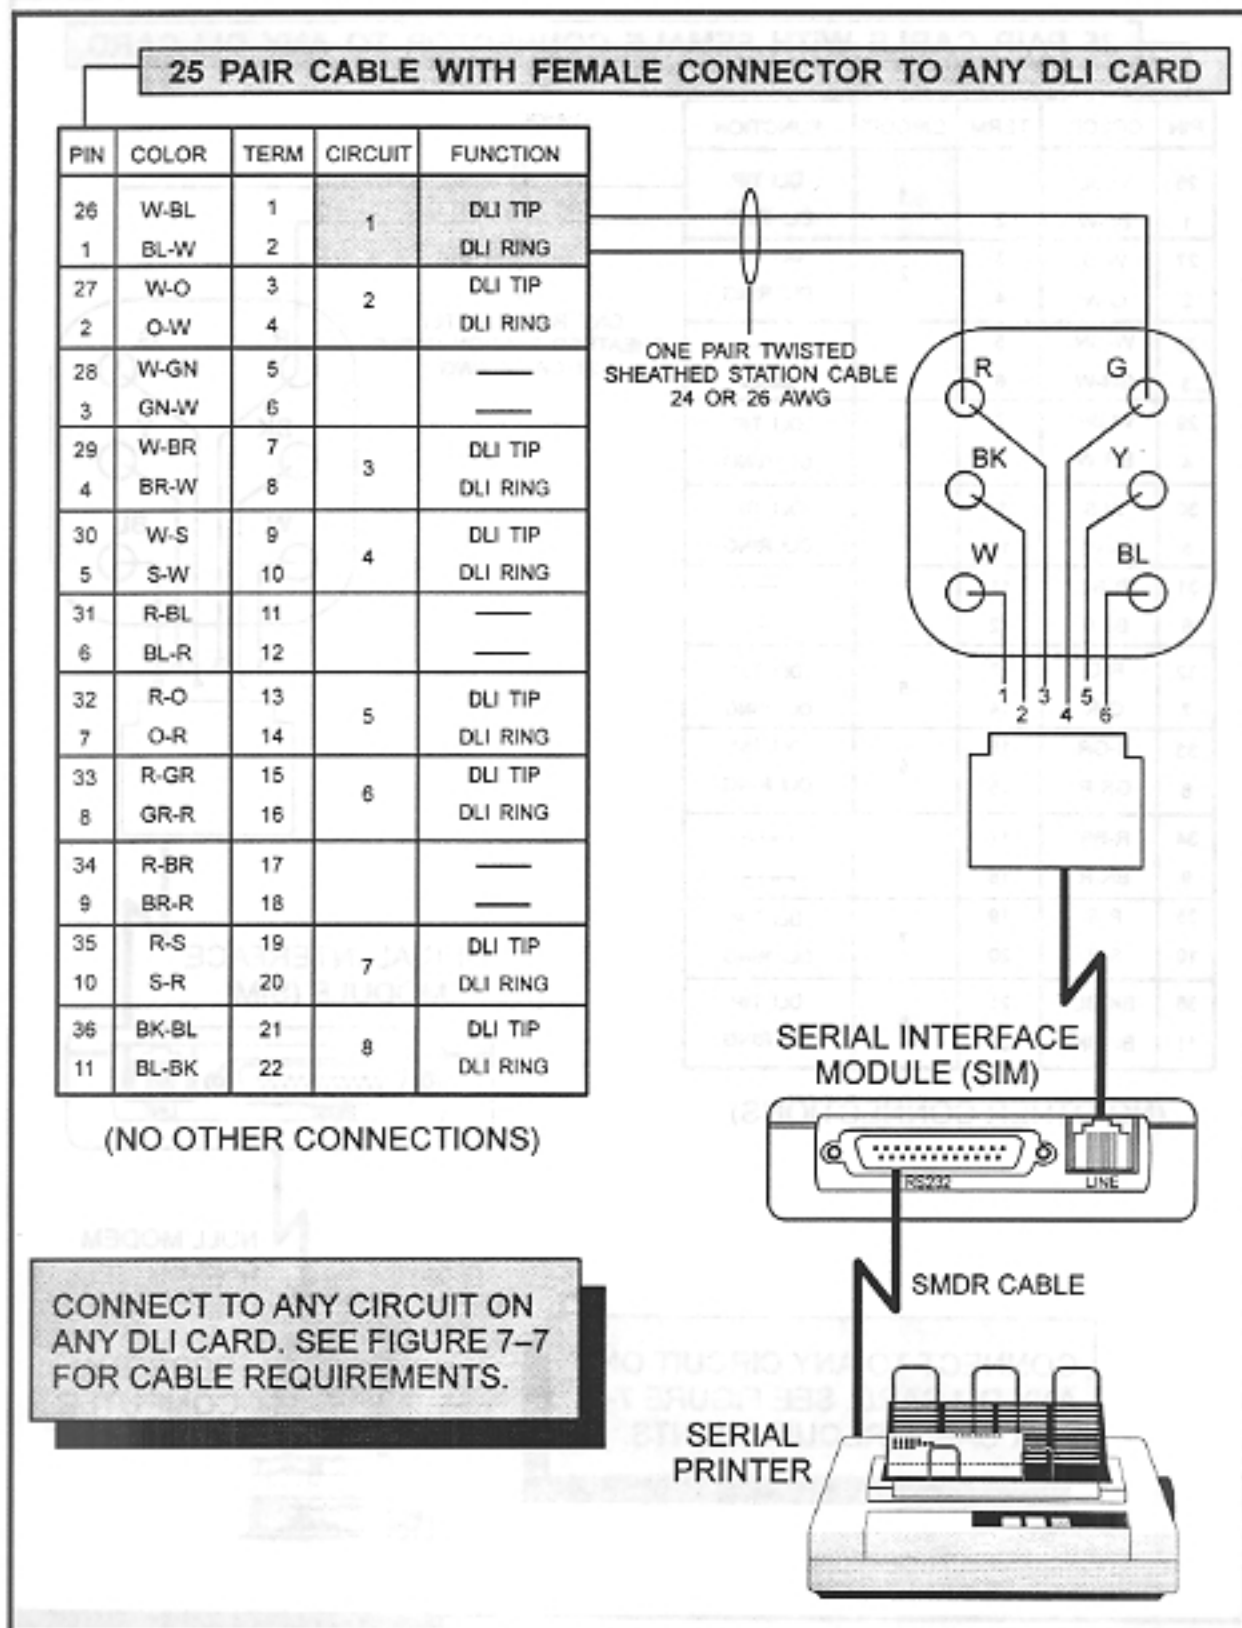 25 PAIR CABLE WITH FEMALE CONNECTOR TO ANY DLI CARD
PIN COLOR TERM CIRCUIT FUNCTION
26 W-BL 1 1 DLI TIP
1 BL-W 2 DLI RING
27 W-O 3 2 DLI TIP
2 O-W 4 DLI RING
28 W-GN 5 —
3 GN-W 6 —
29 W-BR 7 3 DLI TIP
4 BR-W 8 DLI RING
30 W-S 9 4 DLI TIP
5 S-W 10 DLI RING
31 R-BL 11 —
6 BL-R 12 —
32 R-O 13 5 DLI TIP
7 O-R 14 DLI RING
33 R-GR 15 6 DLI TIP
8 GR-R 16 DLI RING
34 R-BR 17 —
9 BR-R 18 —
35 R-S 19 7 DLI TIP
10 S-R 20 DLI RING
36 BK-BL 21 8 DLI TIP
11 BL-BK 22 DLI RING
(NO OTHER CONNECTIONS)
ONE PAIR TWISTED
SHEATHED STATION CABLE
24 OR 26 AWG
R G
BK Y
W BL
1 2 3 4 5 6
SERIAL INTERFACE
MODULE (SIM)
RS232 LINE
SMDR CABLE
CONNECT TO ANY CIRCUIT ON
ANY DLI CARD. SEE FIGURE 7–7
FOR CABLE REQUIREMENTS.
SERIAL
PRINTER